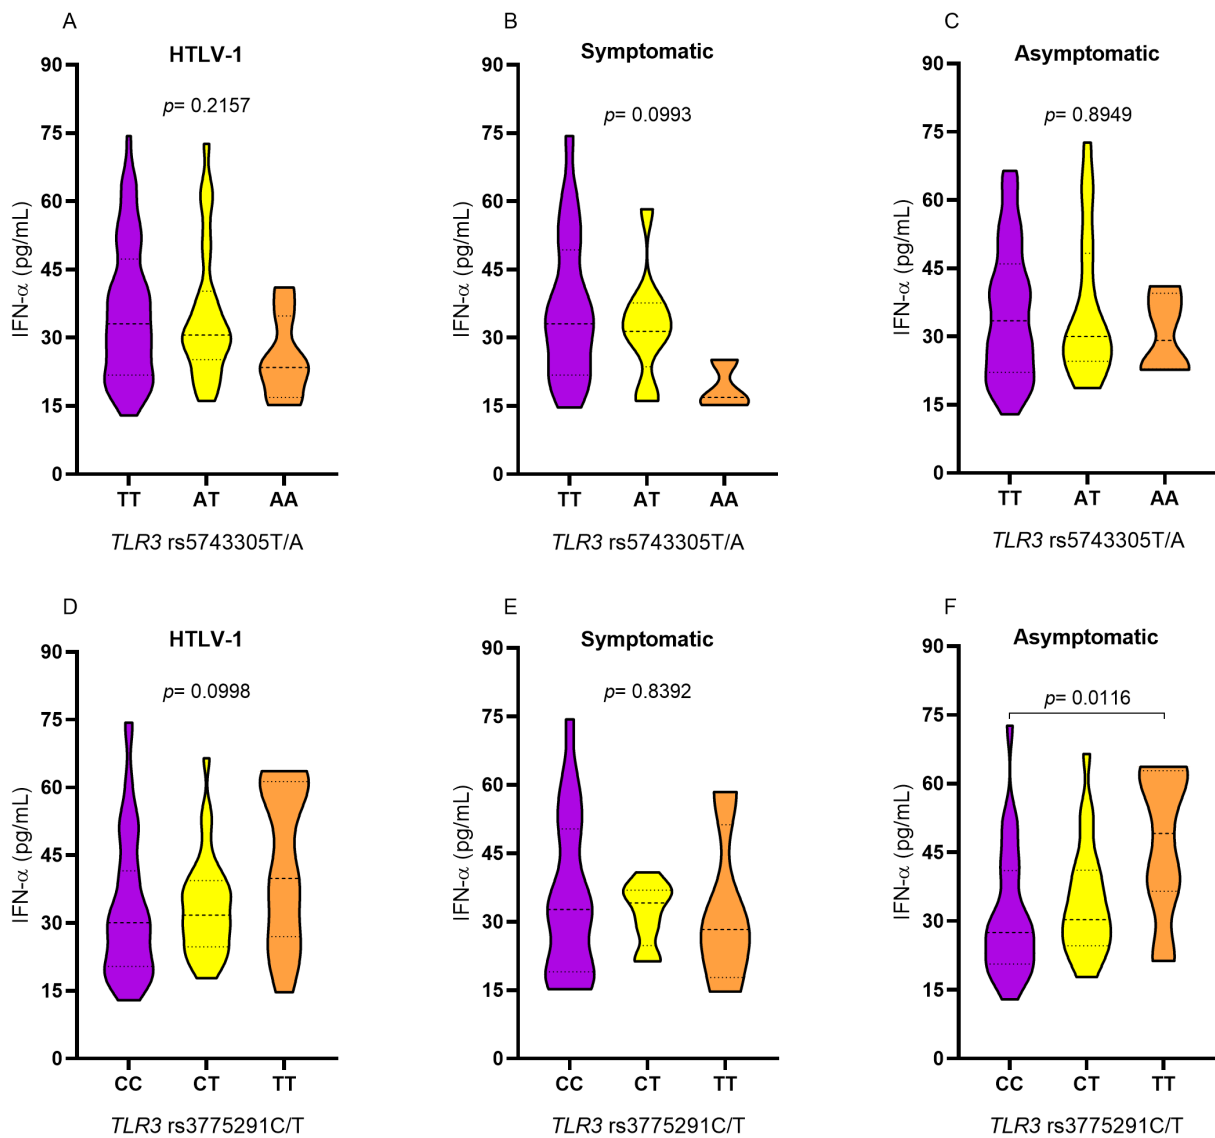 A
HTLV-1
p= 0.2157
IFN-α (pg/mL)
90
75
60
45
30
15
0
TT AT AA
TLR3 rs5743305T/A
B
Symptomatic
p= 0.0993
IFN-α (pg/mL)
90
75
60
45
30
15
0
TT AT AA
TLR3 rs5743305T/A
C
Asymptomatic
p= 0.8949
IFN-α (pg/mL)
90
75
60
45
30
15
0
TT AT AA
TLR3 rs5743305T/A
D
HTLV-1
p= 0.0998
IFN-α (pg/mL)
90
75
60
45
30
15
0
CC CT TT
TLR3 rs3775291C/T
E
Symptomatic
p= 0.8392
IFN-α (pg/mL)
90
75
60
45
30
15
0
CC CT TT
TLR3 rs3775291C/T
F
Asymptomatic
p= 0.0116
IFN-α (pg/mL)
90
75
60
45
30
15
0
CC CT TT
TLR3 rs3775291C/T